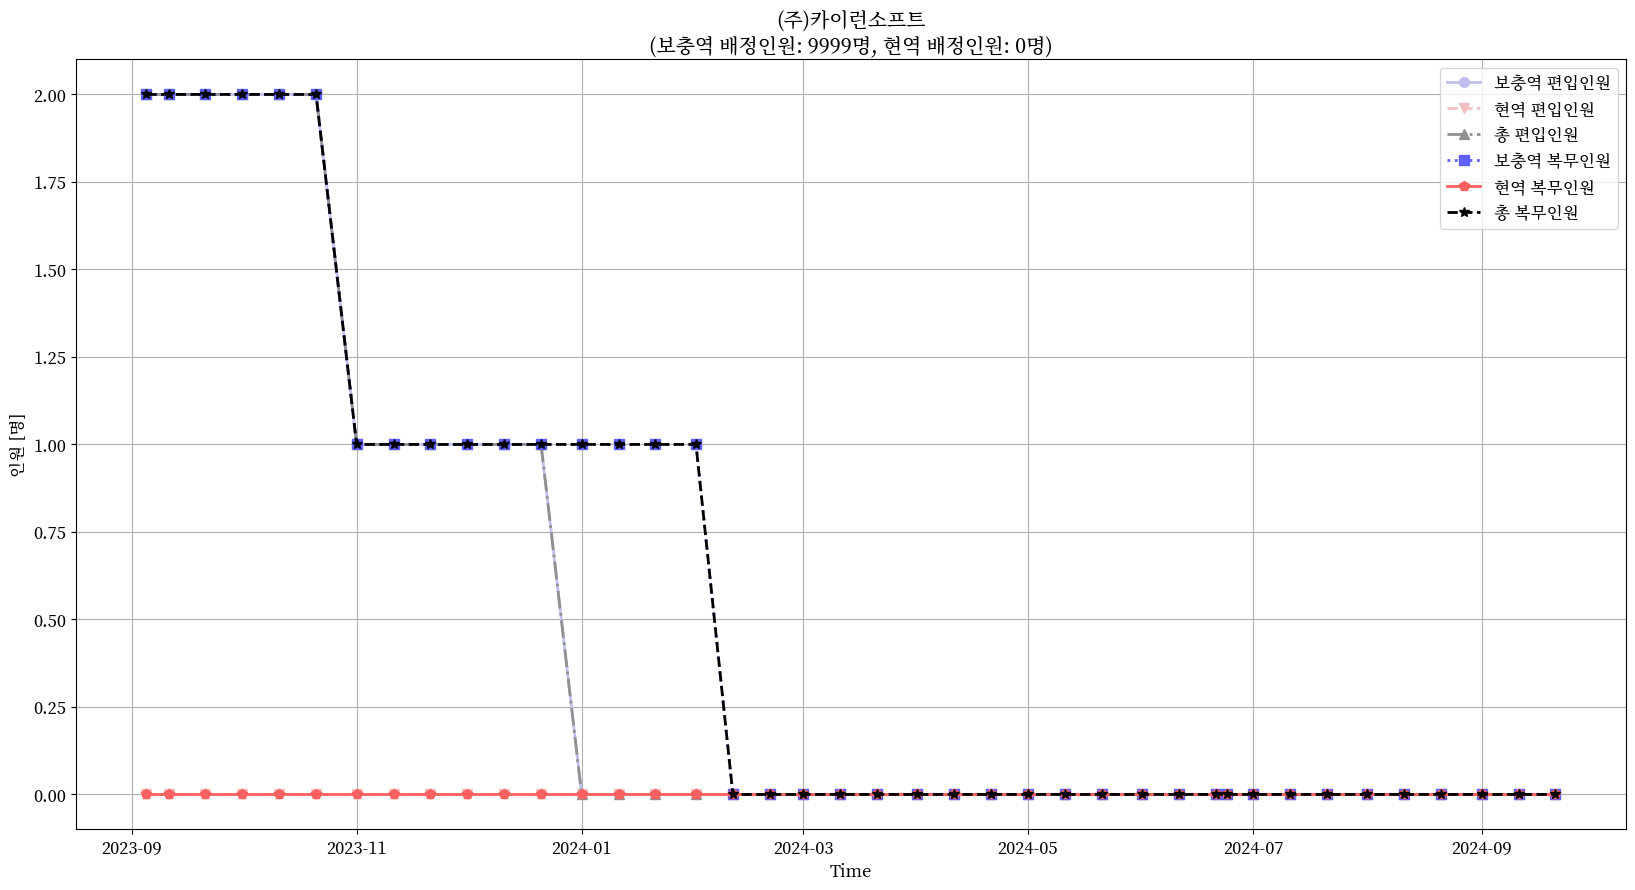 (주)카이런소프트
(보충역 배정인원: 9999명, 현역 배정인원: 0명)
보충역 편입인원
현역 편입인원
총 편입인원
보충역 복무인원
현역 복무인원
총 복무인원
인원 [명]
2.00
1.75
1.50
1.25
1.00
0.75
0.50
0.25
0.00
2023-09
2023-11
2024-01
2024-03
2024-05
2024-07
2024-09
Time